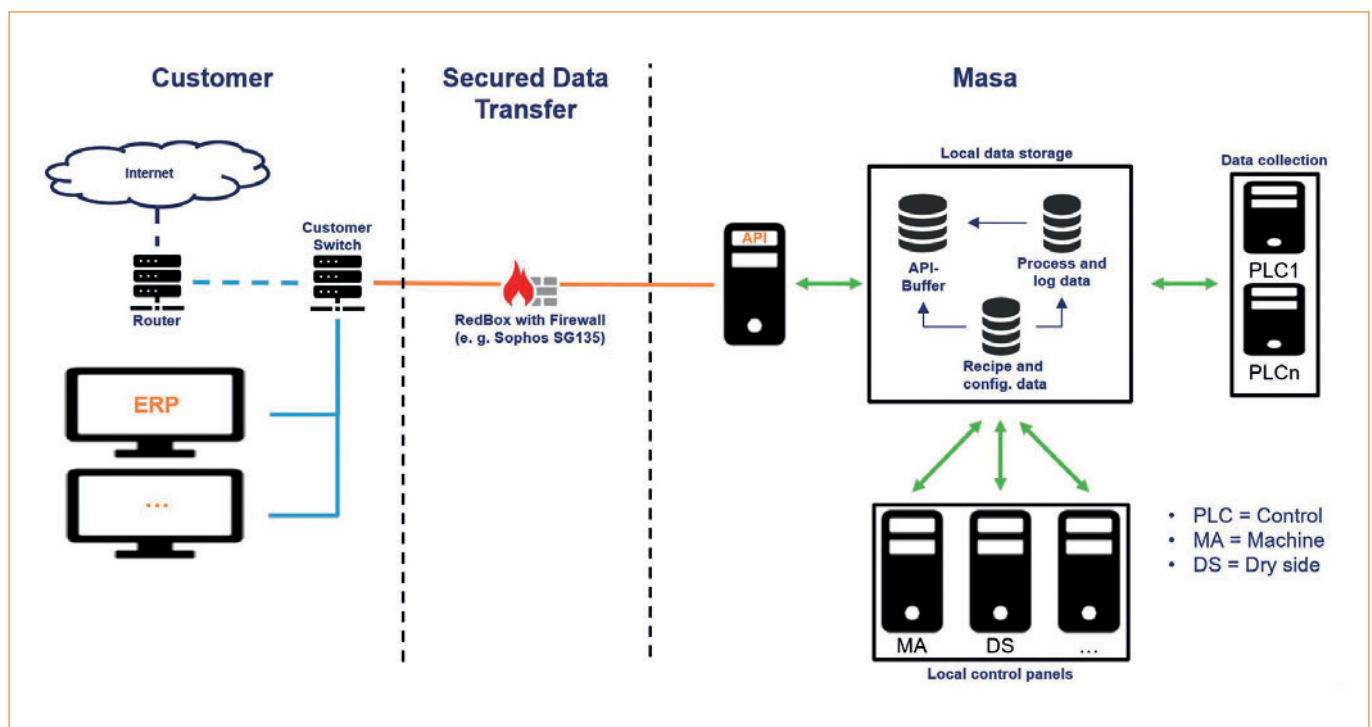 Customer
Secured Data
Transfer
Masa
Internet
Router
Customer
Switch
ERP
...
RedBox with Firewall
(e. g. Sophos SG135)
API
Local data storage
API-
Buffer
Process and
log data
Recipe and
config. data
Data collection
PLC1
PLCn
MA
DS
...
Local control panels
• PLC = Control
• MA = Machine
• DS = Dry side